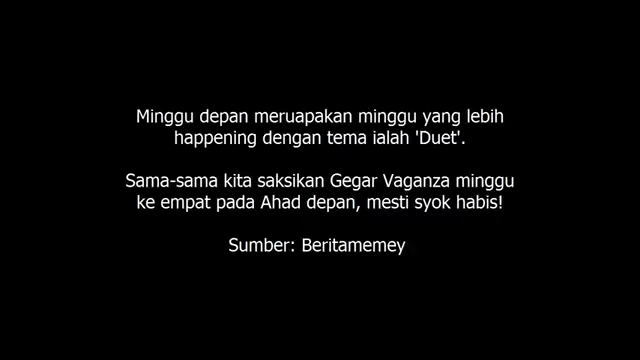 Minggu depan meruapakan minggu yang lebih
happening dengan tema ialah 'Duet'.
Sama-sama kita saksikan Gegar Vaganza minggu
ke empat pada Ahad depan, mesti syok habis!
Sumber: Beritamemey